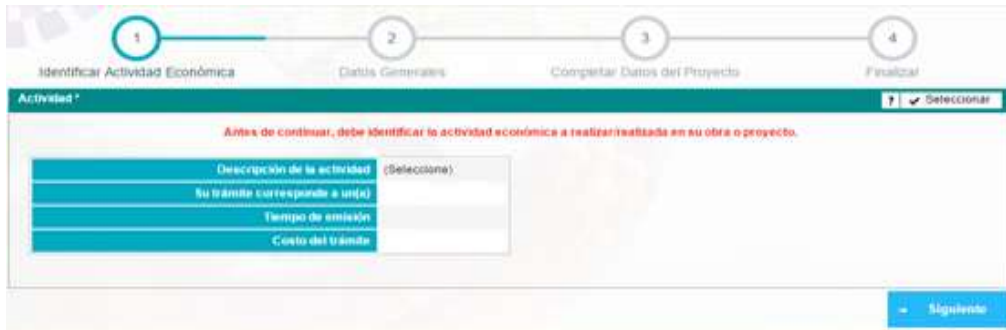 1 2 3 4
Identificar Actividad Económica Datos Generales Completar Datos del Proyecto Finalizar
Actividad * ? Seleccionar
Antes de continuar, debe identificar la actividad económica a realizar/realizada en su obra o proyecto.
Descripción de la actividad (Seleccione)
Su trámite corresponde a un(a)
Tiempo de emisión
Costo del trámite
Siguiente